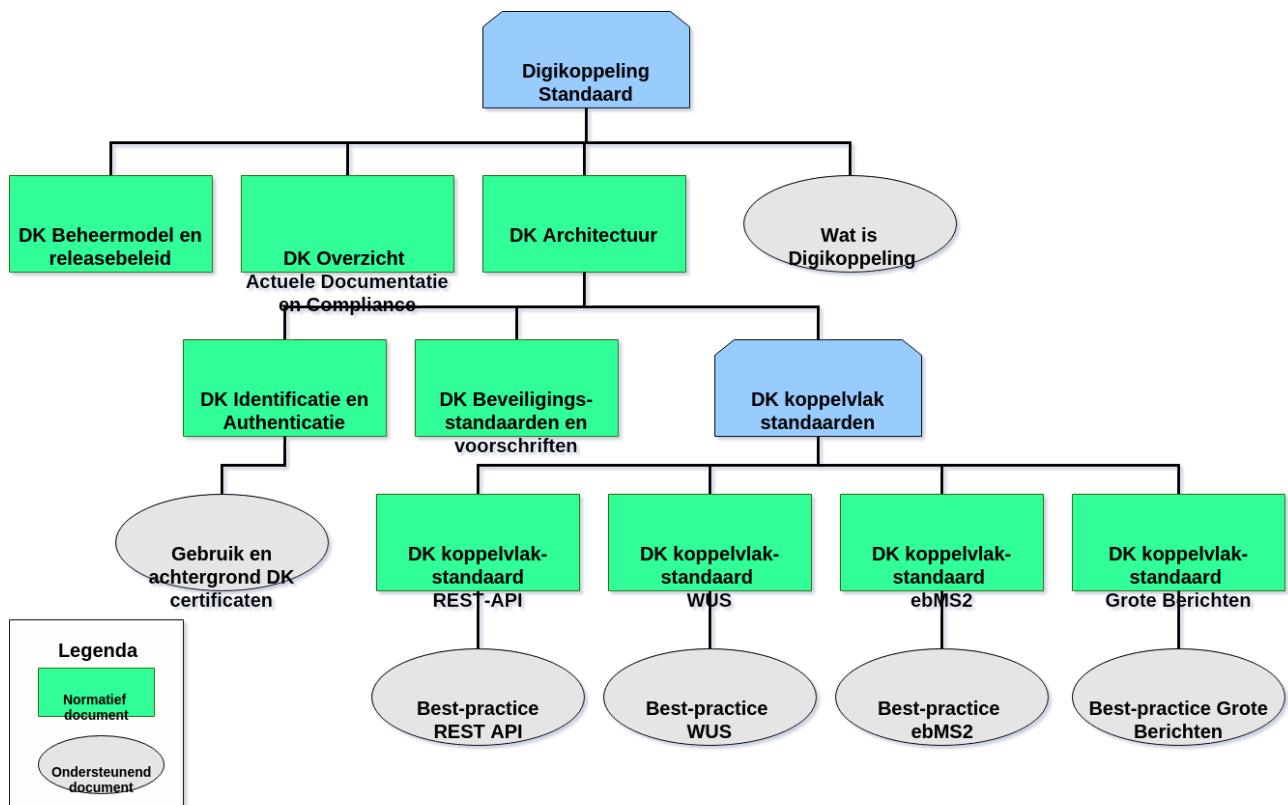 Digikoppeling
Standaard
DK Beheermodel en
releasebeleid
DK Overzicht
Actuele Documentatie
en Compliance
DK Architectuur
Wat is
Digikoppeling
DK Identificatie en
Authenticatie
DK Beveiligings-
standaarden en
voorschriften
DK koppelvlak
standaarden
Gebruik en
achtergrond DK
certificaten
DK koppelvlak-
standaard
REST-API
DK koppelvlak-
standaard
WUS
DK koppelvlak-
standaard
ebMS2
DK koppelvlak-
standaard
Grote Berichten
Best-practice
REST API
Best-practice
WUS
Best-practice
ebMS2
Best-practice Grote
Berichten
Legenda
Normatief
document
Ondersteunend
document